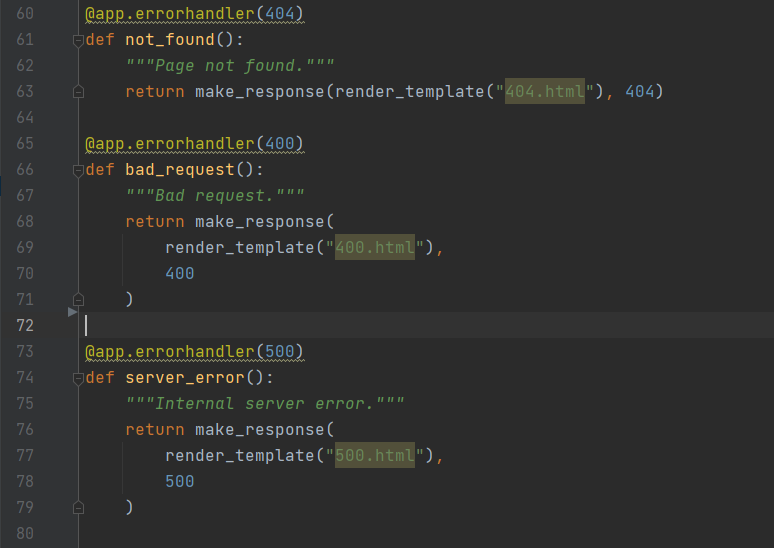 60 @app.errorhandler(404)
61 def not_found():
62     """Page not found."""
63     return make_response(render_template("404.html"), 404)
64
65 @app.errorhandler(400)
66 def bad_request():
67     """Bad request."""
68     return make_response(
69         render_template("400.html"),
70         400
71     )
72
73 @app.errorhandler(500)
74 def server_error():
75     """Internal server error."""
76     return make_response(
77         render_template("500.html"),
78         500
79     )
80